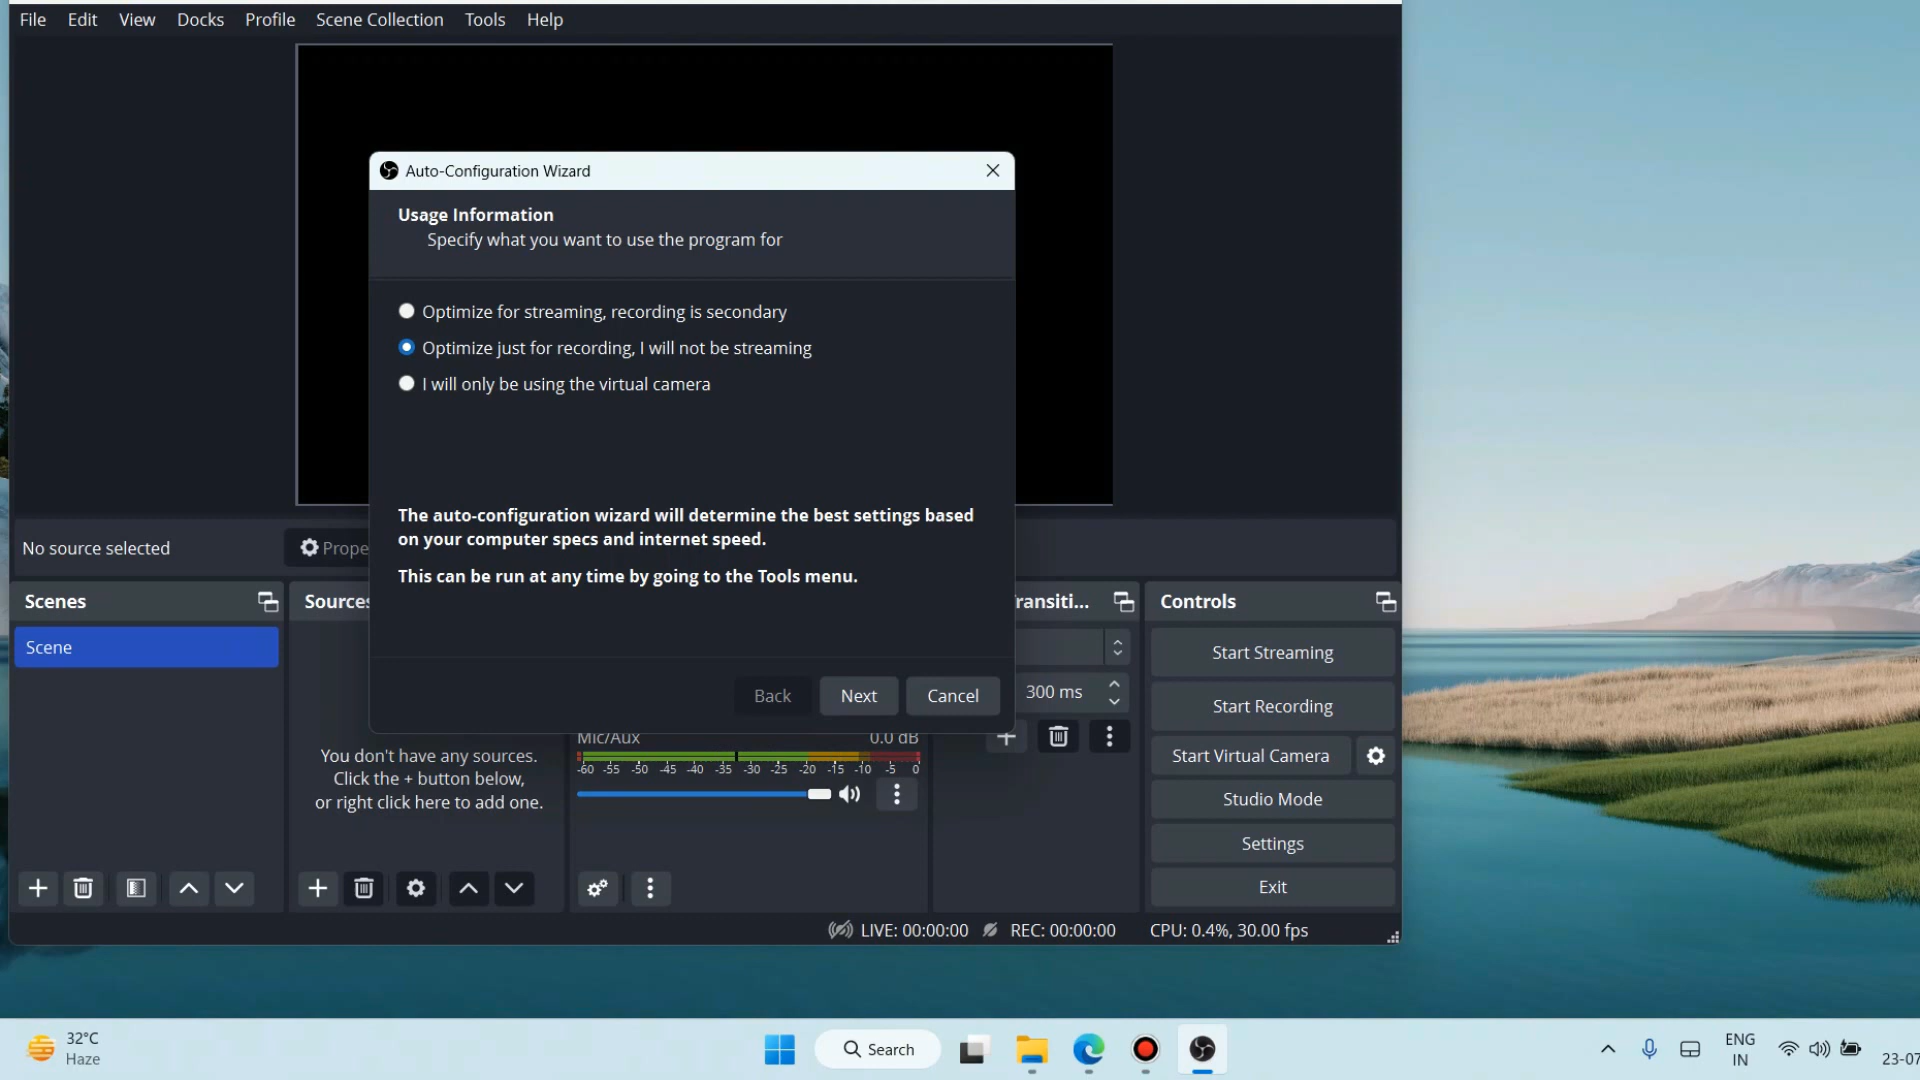 File Edit View Docks Profile Scene Collection Tools Help
Auto-Configuration Wizard
Usage Information
Specify what you want to use the program for
Optimize for streaming, recording is secondary
Optimize just for recording, I will not be streaming
I will only be using the virtual camera
The auto-configuration wizard will determine the best settings based
on your computer specs and internet speed.
This can be run at any time by going to the Tools menu.
Back Next Cancel
No source selected
Prope
Scenes
Scene
Sources
You don't have any sources.
Click the + button below,
or right click here to add one.
Mic/Aux 0.0 dB
-60 -55 -50 -45 -40 -35 -30 -25 -20 -15 -10 -5 0
ransiti...
300 ms
Controls
Start Streaming
Start Recording
Start Virtual Camera
Studio Mode
Settings
Exit
LIVE: 00:00:00 REC: 00:00:00 CPU: 0.4%, 30.00 fps
32°C
Haze
Search
ENG
IN
23-07